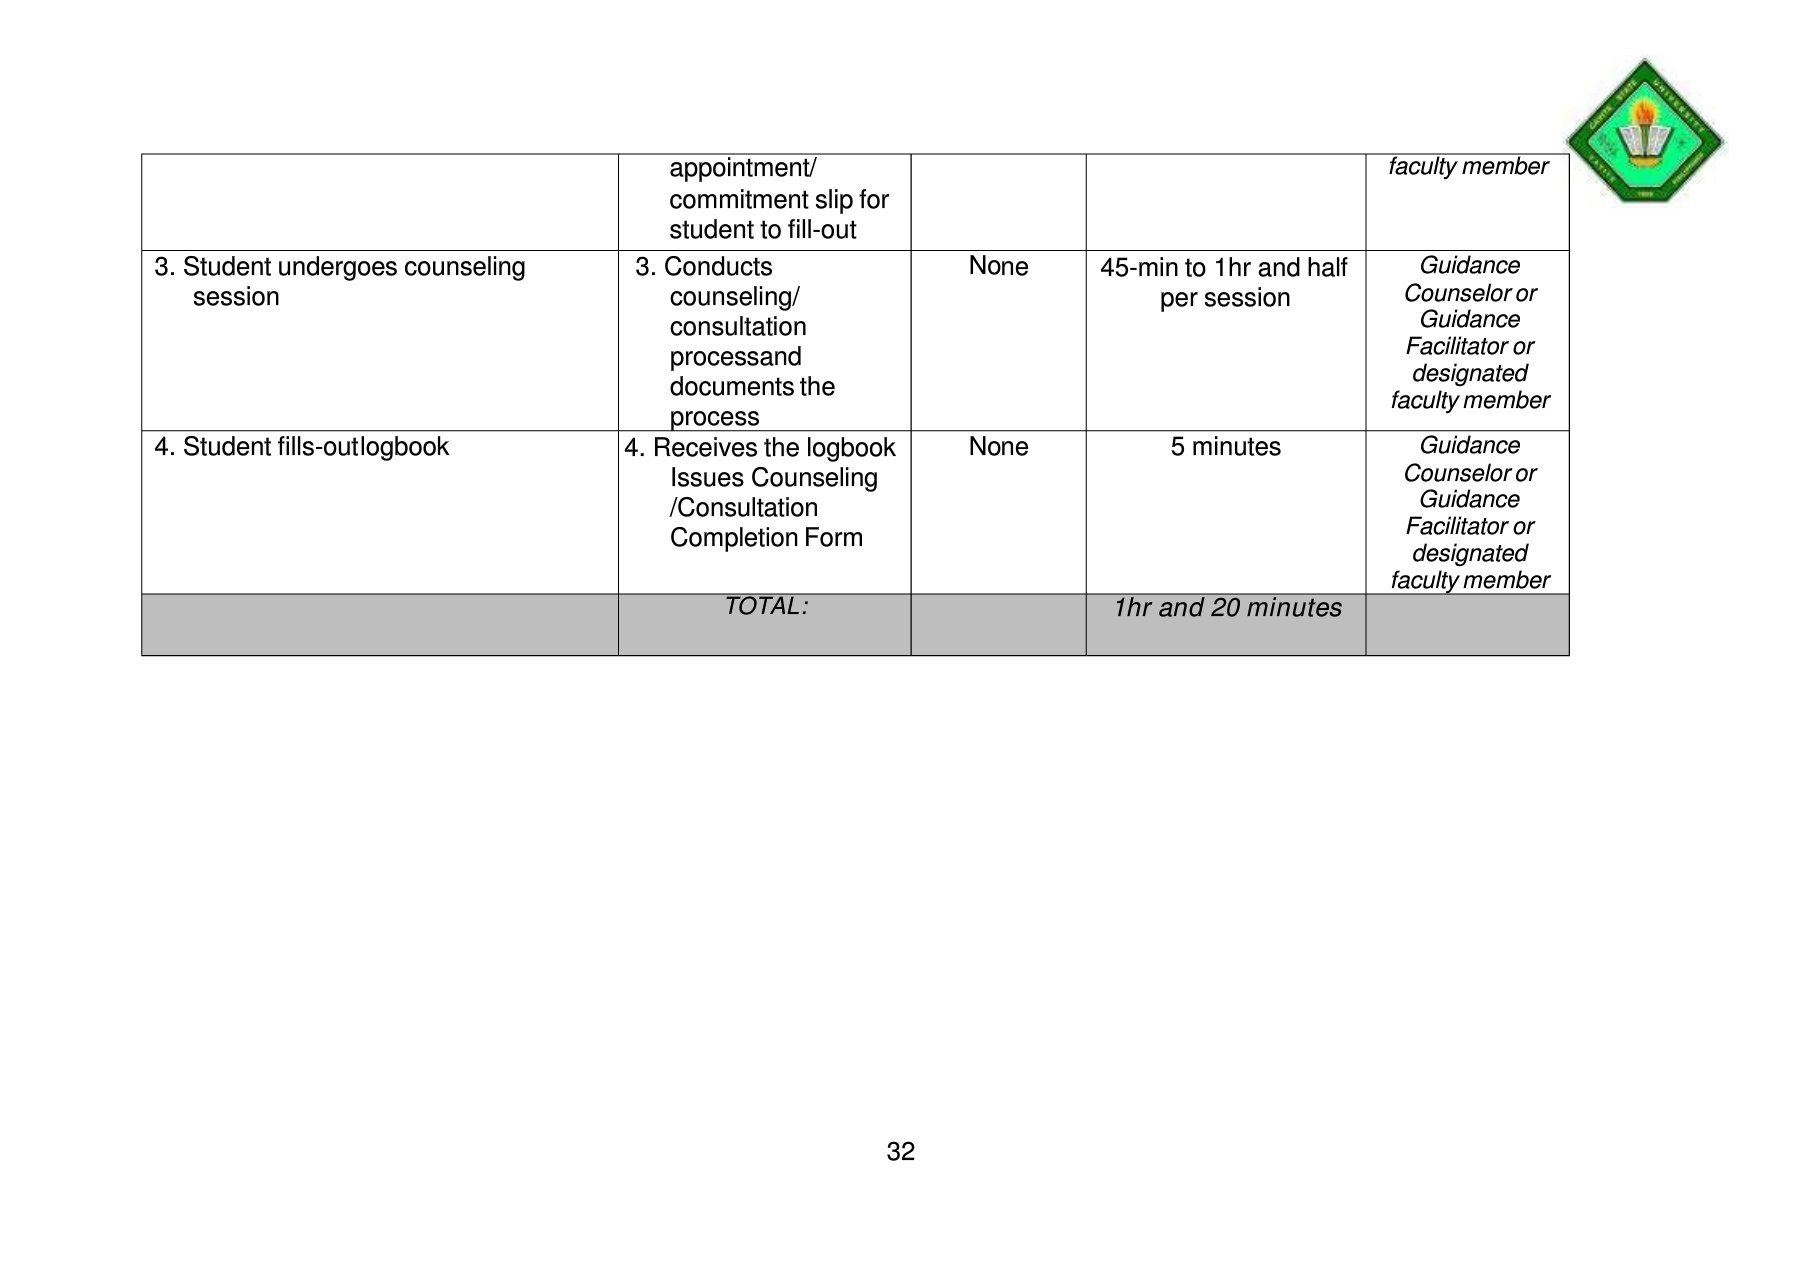 CAVITE STATE UNIVERSITY
appointment/
commitment slip for
student to fill-out
faculty member
3. Student undergoes counseling
session
3. Conducts
counseling/
consultation
processand
documents the
process
None
45-min to 1hr and half
per session
Guidance
Counselor or
Guidance
Facilitator or
designated
faculty member
4. Student fills-outlogbook
4. Receives the logbook
Issues Counseling
/Consultation
Completion Form
None
5 minutes
Guidance
Counselor or
Guidance
Facilitator or
designated
faculty member
TOTAL:
1hr and 20 minutes
32